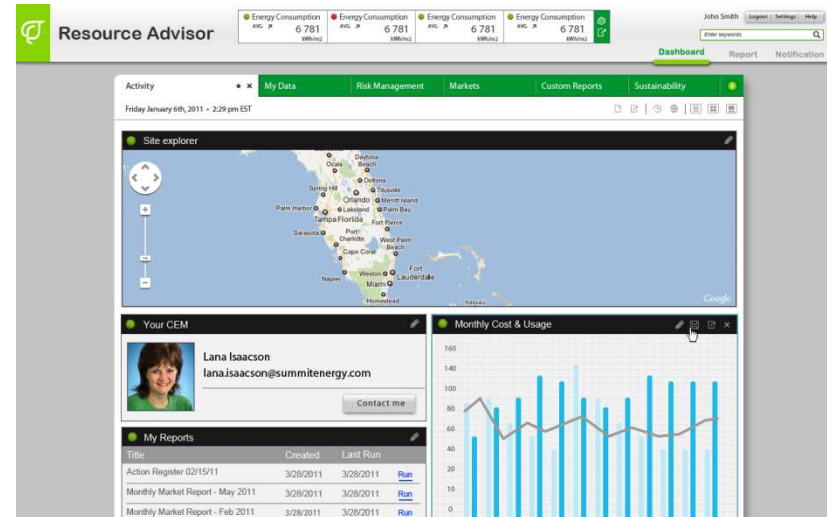 Resource Advisor
Energy Consumption
AVG. 6 781
kWh/m2
Energy Consumption
AVG. 6 781
kWh/m2
Energy Consumption
AVG. 6 781
kWh/m2
Energy Consumption
AVG. 6 781
kWh/m2
John Smith Logout Settings Help
Enter keywords
Dashboard Report Notification
Activity My Data Risk Management Markets Custom Reports Sustainability
Friday January 6th, 2011 • 2:29 pm EST
Site explorer
Ocala
Daytona
Beach
Deltona
Spring Hill
Titusville
Orlando
Merritt Island
Palm Harbor
Lakeland
Palm Bay
Tampa
Florida
Fort
Pierce
Sarasota
Port
Charlotte
West Palm
Beach
Cape Coral
Naples
Weston
Fort
Lauderdale
Miami
Homestead
Nassau
Google
Your CEM
Lana Isaacson
lana.isaacson@summitenergy.com
Contact me
My Reports
Title Created Last Run
Action Register 02/15/11 3/28/2011 3/28/2011 Run
Monthly Market Report - May 2011 3/28/2011 3/28/2011 Run
Monthly Market Report - Feb 2011 3/28/2011 3/28/2011 Run
Monthly Cost & Usage
160
140
100
80
60
40
20
10
0